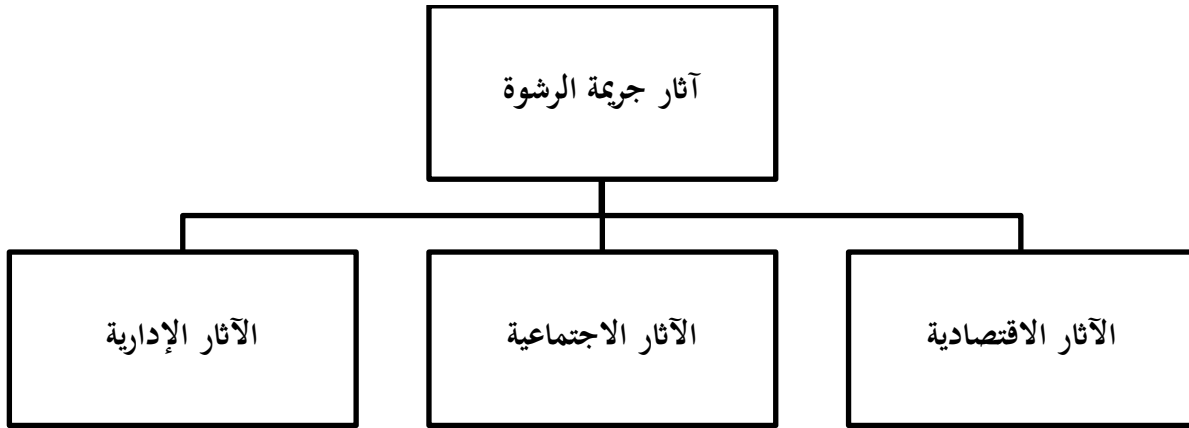 آثار جريمة الرشوة
الآثار الاقتصادية
الآثار الاجتماعية
الآثار الإدارية